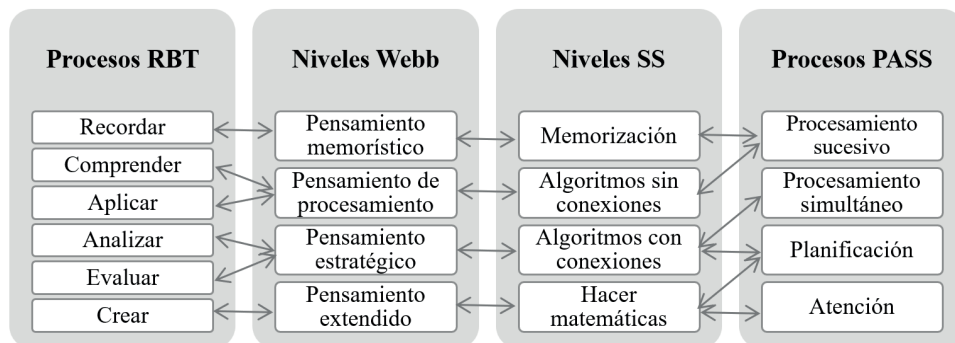 Procesos RBT
Recordar
Comprender
Aplicar
Analizar
Evaluar
Crear
Niveles Webb
Pensamiento
memorístico
Pensamiento de
procesamiento
Pensamiento
estratégico
Pensamiento
extendido
Niveles SS
Memorización
Algoritmos sin
conexiones
Algoritmos con
conexiones
Hacer
matemáticas
Procesos PASS
Procesamiento
sucesivo
Procesamiento
simultáneo
Planificación
Atención